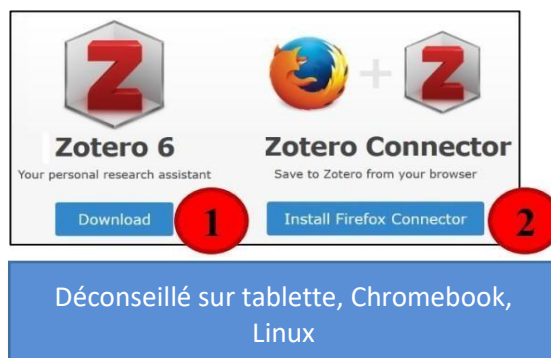 Zotero 6
Your personal research assistant
Download
1
Zotero Connector
Save to Zotero from your browser
Install Firefox Connector
2
Déconseillé sur tablette, Chromebook,
Linux